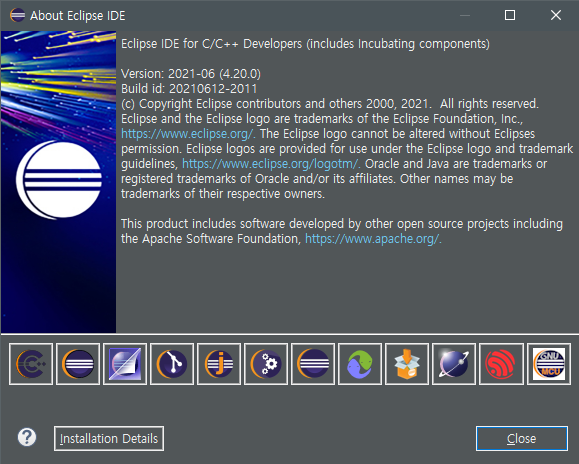 About Eclipse IDE
Eclipse IDE for C/C++ Developers (includes Incubating components)
Version: 2021-06 (4.20.0)
Build id: 20210612-2011
(c) Copyright Eclipse contributors and others 2000, 2021.  All rights reserved.
Eclipse and the Eclipse logo are trademarks of the Eclipse Foundation, Inc.,
https://www.eclipse.org/. The Eclipse logo cannot be altered without Eclipses
permission. Eclipse logos are provided for use under the Eclipse logo and trademark
guidelines, https://www.eclipse.org/logotm/. Oracle and Java are trademarks or
registered trademarks of Oracle and/or its affiliates. Other names may be
trademarks of their respective owners.
This product includes software developed by other open source projects including
the Apache Software Foundation, https://www.apache.org/.
C++
j
GNU
MCU
?
Installation Details
Close